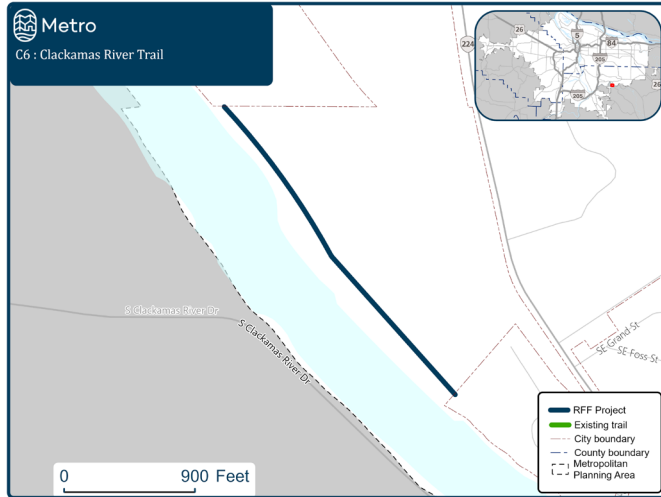 Metro
C6 : Clackamas River Trail
224
26
5
84
205
26
205
S Clackamas River Dr
S Clackamas River Dr
SE Grand St
SE Foss St
RFF Project
Existing trail
City boundary
County boundary
Metropolitan
Planning Area
0 900 Feet